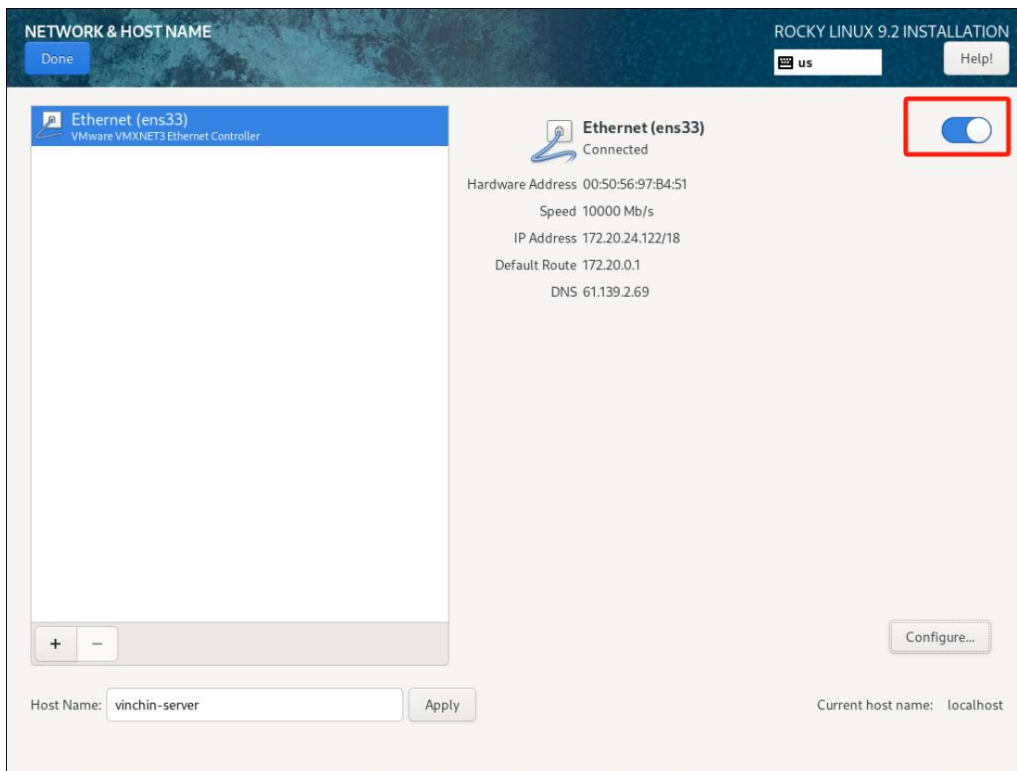 NETWORK & HOST NAME
ROCKY LINUX 9.2 INSTALLATION
Done
us
Help!
Ethernet (ens33)
VMware VMXNET3 Ethernet Controller
Ethernet (ens33)
Connected
Hardware Address 00:50:56:97:B4:51
Speed 10000 Mb/s
IP Address 172.20.24.122/18
Default Route 172.20.0.1
DNS 61.139.2.69
+ −
Configure...
Host Name: vinchin-server Apply Current host name: localhost